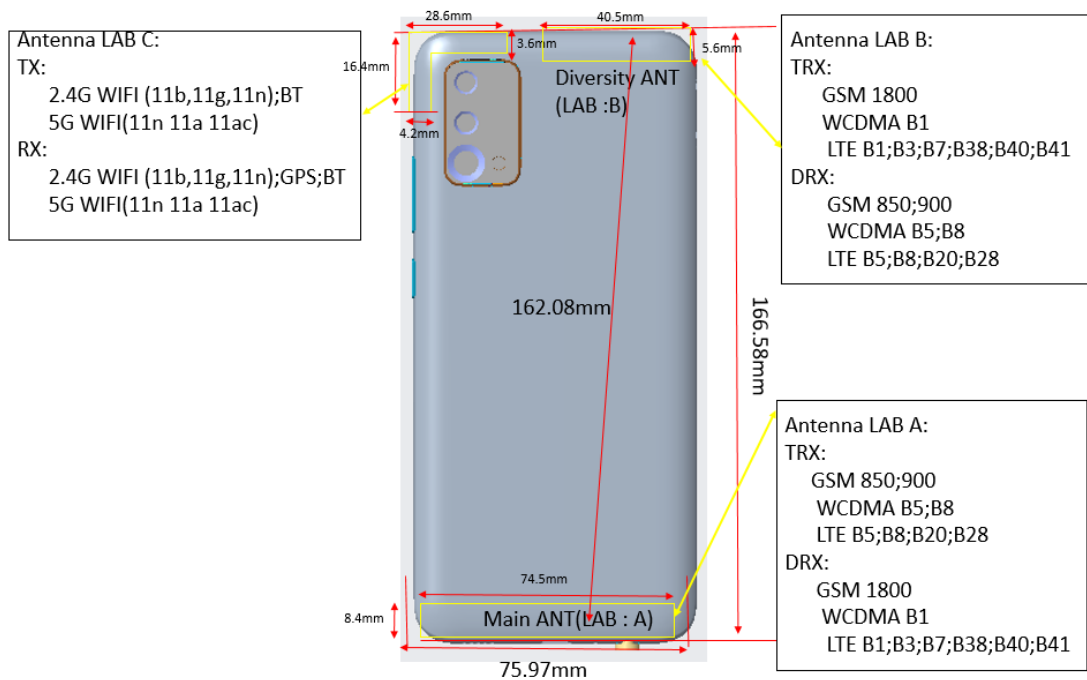 28.6mm
40.5mm
Antenna LAB C:
TX:
2.4G WIFI (11b,11g,11n);BT
5G WIFI(11n 11a 11ac)
RX:
2.4G WIFI (11b,11g,11n);GPS;BT
5G WIFI(11n 11a 11ac)
16.4mm
3.6mm
5.6mm
4.2mm
Diversity ANT
(LAB :B)
Antenna LAB B:
TRX:
GSM 1800
WCDMA B1
LTE B1;B3;B7;B38;B40;B41
DRX:
GSM 850;900
WCDMA B5;B8
LTE B5;B8;B20;B28
162.08mm
166.58mm
Antenna LAB A:
TRX:
GSM 850;900
WCDMA B5;B8
LTE B5;B8;B20;B28
DRX:
GSM 1800
WCDMA B1
LTE B1;B3;B7;B38;B40;B41
74.5mm
8.4mm
Main ANT(LAB : A)
75.97mm